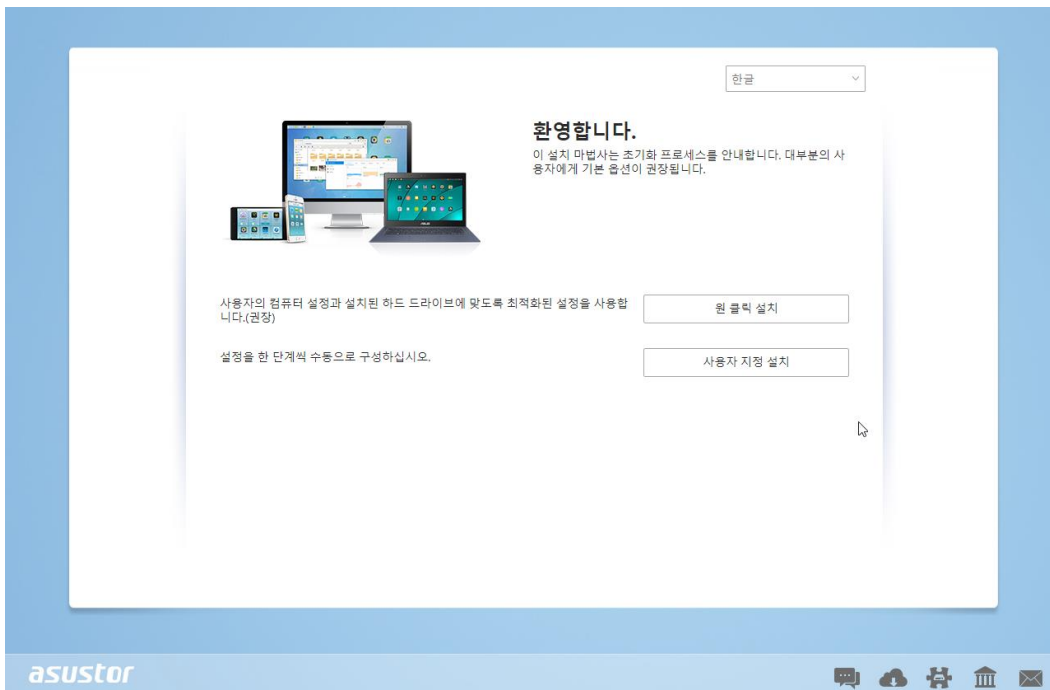 한글
환영합니다.
이 설치 마법사는 초기화 프로세스를 안내합니다. 대부분의 사
용자에게 기본 옵션이 권장됩니다.
사용자의 컴퓨터 설정과 설치된 하드 드라이브에 맞도록 최적화된 설정을 사용합
니다.(권장)
원 클릭 설치
설정을 한 단계씩 수동으로 구성하십시오.
사용자 지정 설치
asustor